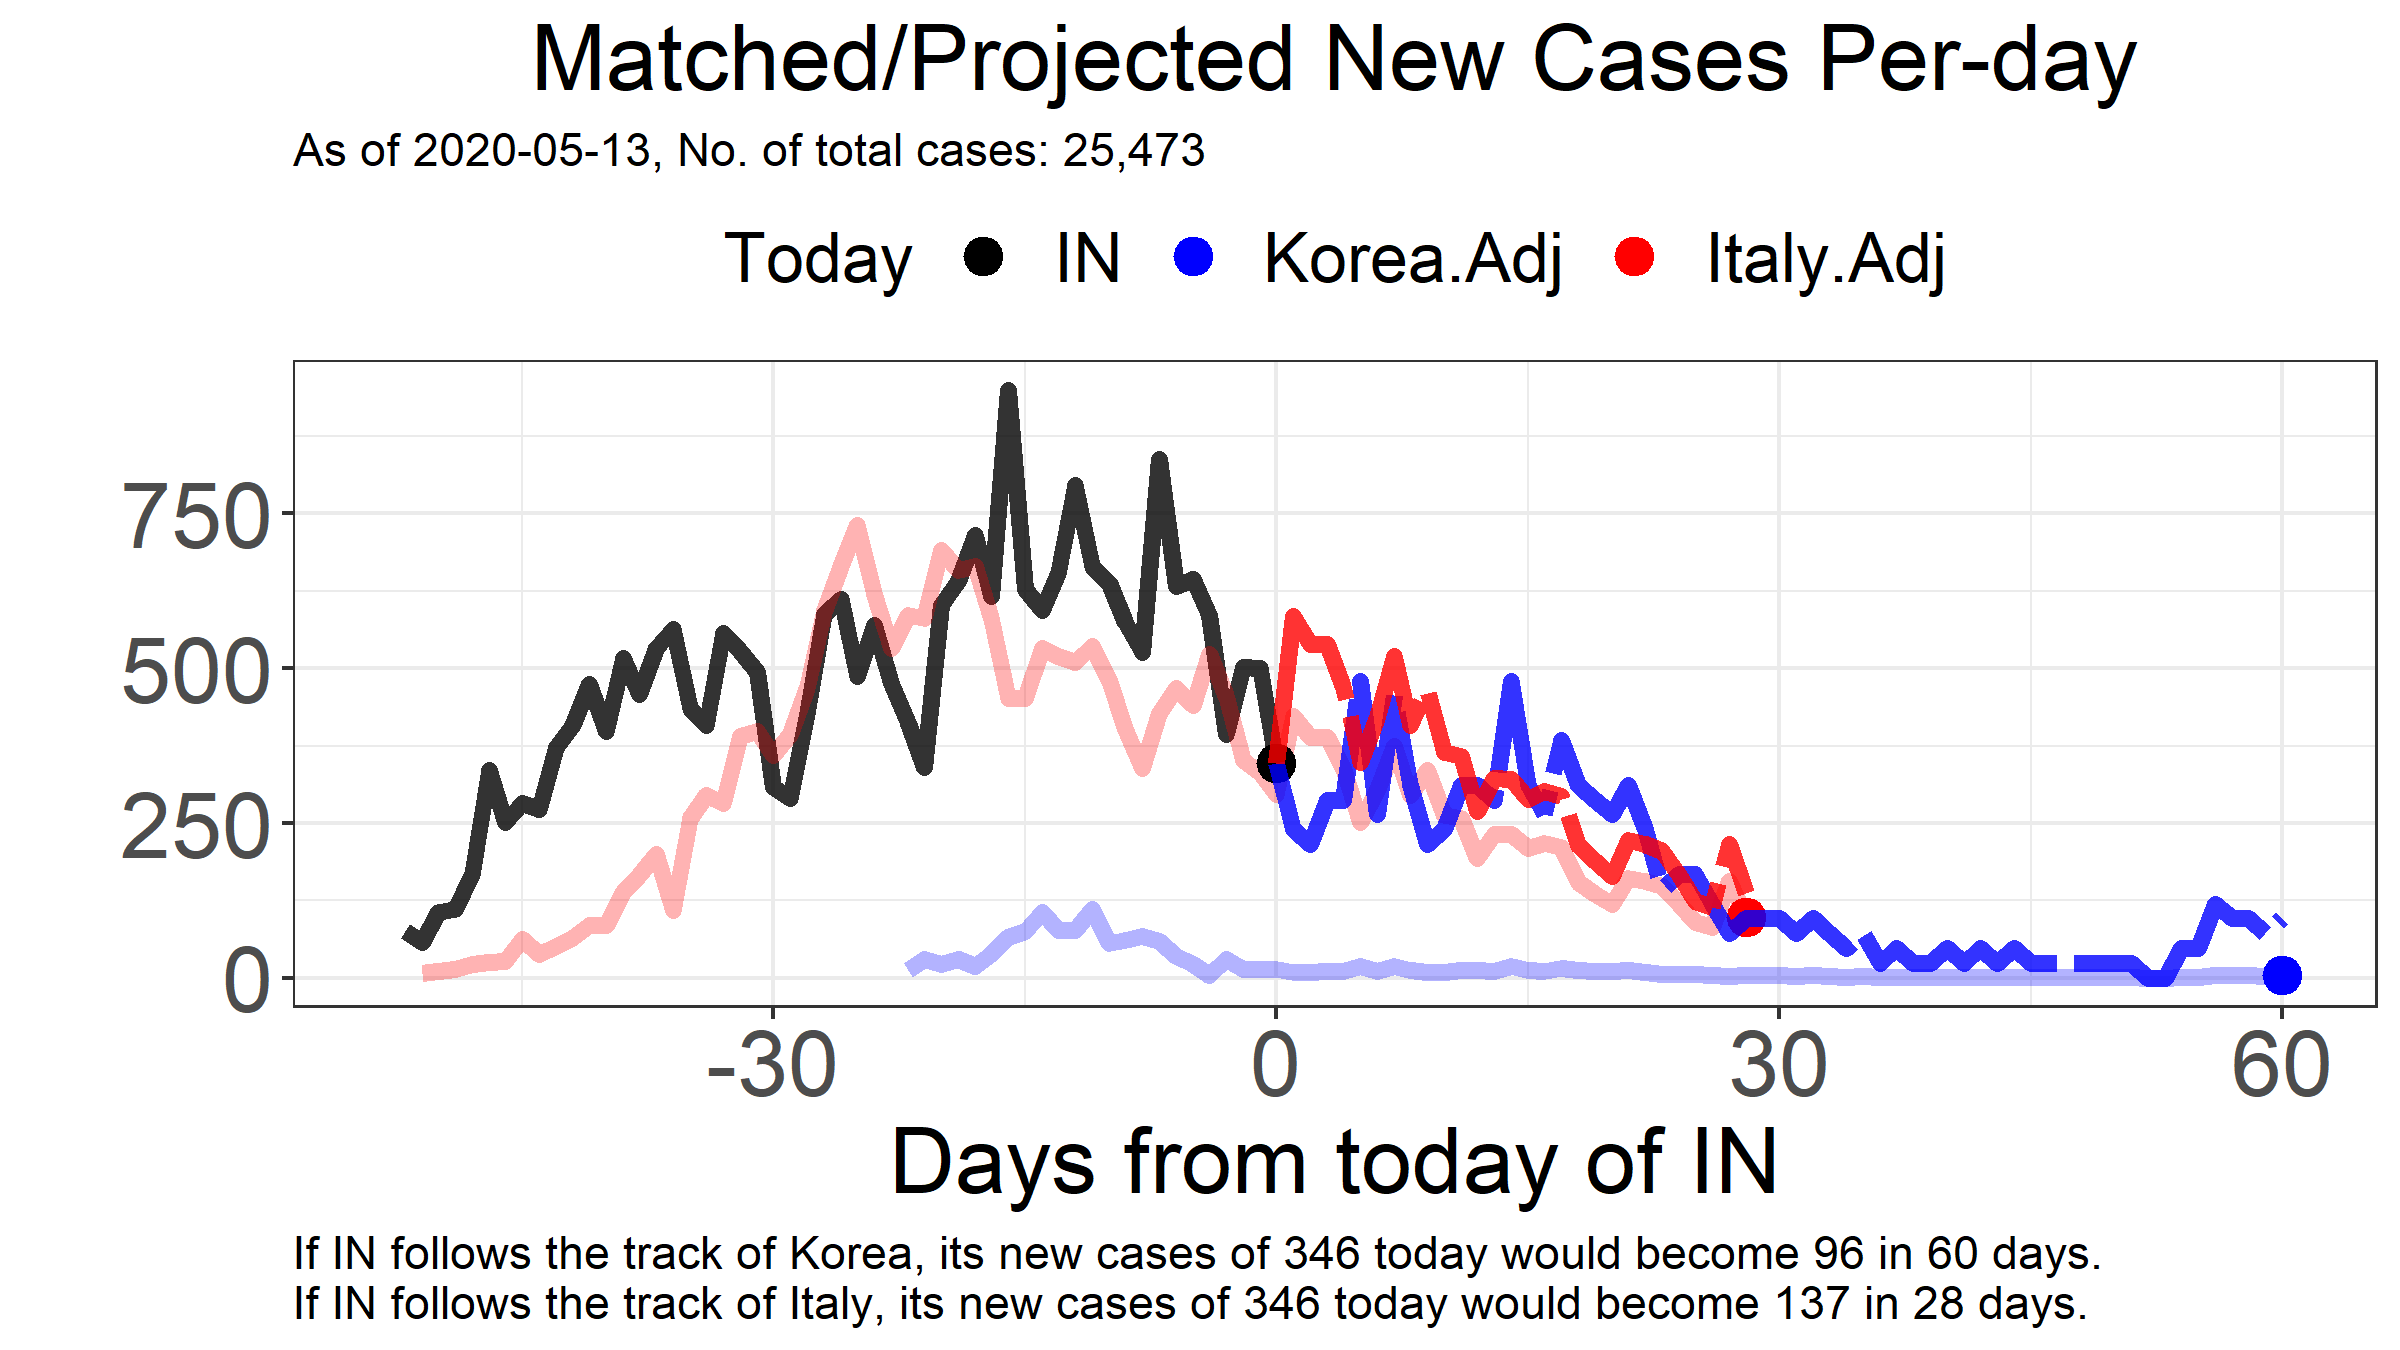 Matched/Projected New Cases Per-day
As of 2020-05-13, No. of total cases: 25,473
Today IN Korea.Adj Italy.Adj
750
500
250
0
-30 0 30 60
Days from today of IN
If IN follows the track of Korea, its new cases of 346 today would become 96 in 60 days.
If IN follows the track of Italy, its new cases of 346 today would become 137 in 28 days.